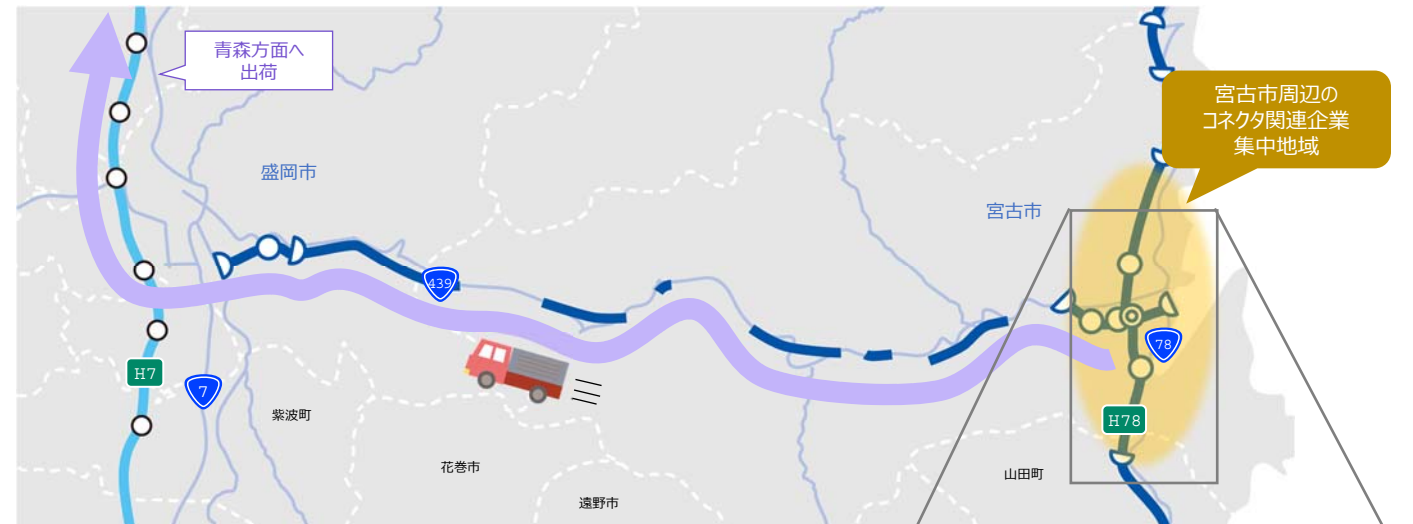 青森方面へ
出荷
宮古市周辺の
コネクタ関連企業
集中地域
盛岡市
宮古市
439
78
H7
7
H78
紫波町
花巻市
山田町
遠野市